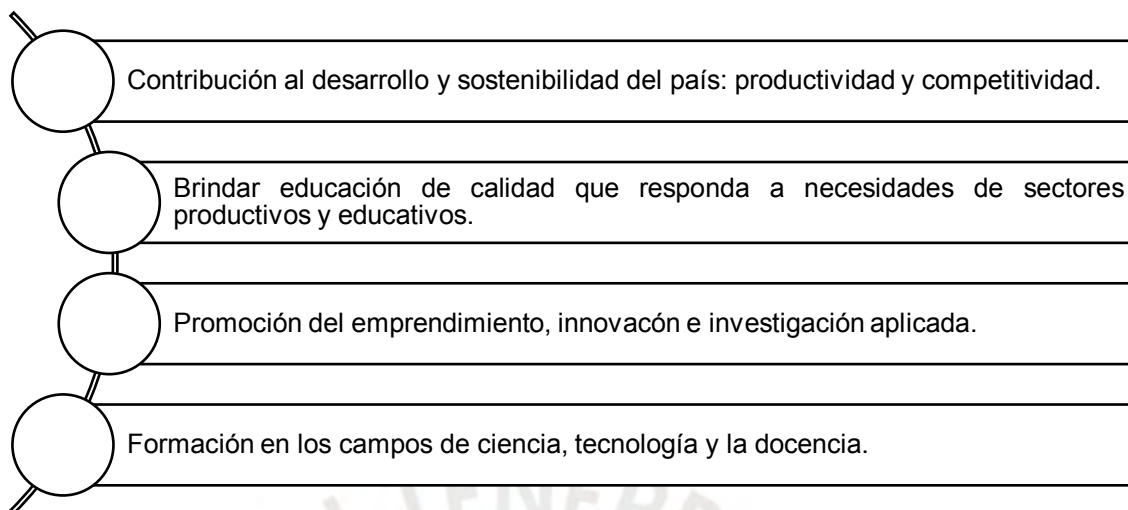 Contribución al desarrollo y sostenibilidad del país: productividad y competitividad.
Brindar educación de calidad que responda a necesidades de sectores
productivos y educativos.
Promoción del emprendimiento, innovacón e investigación aplicada.
Formación en los campos de ciencia, tecnología y la docencia.